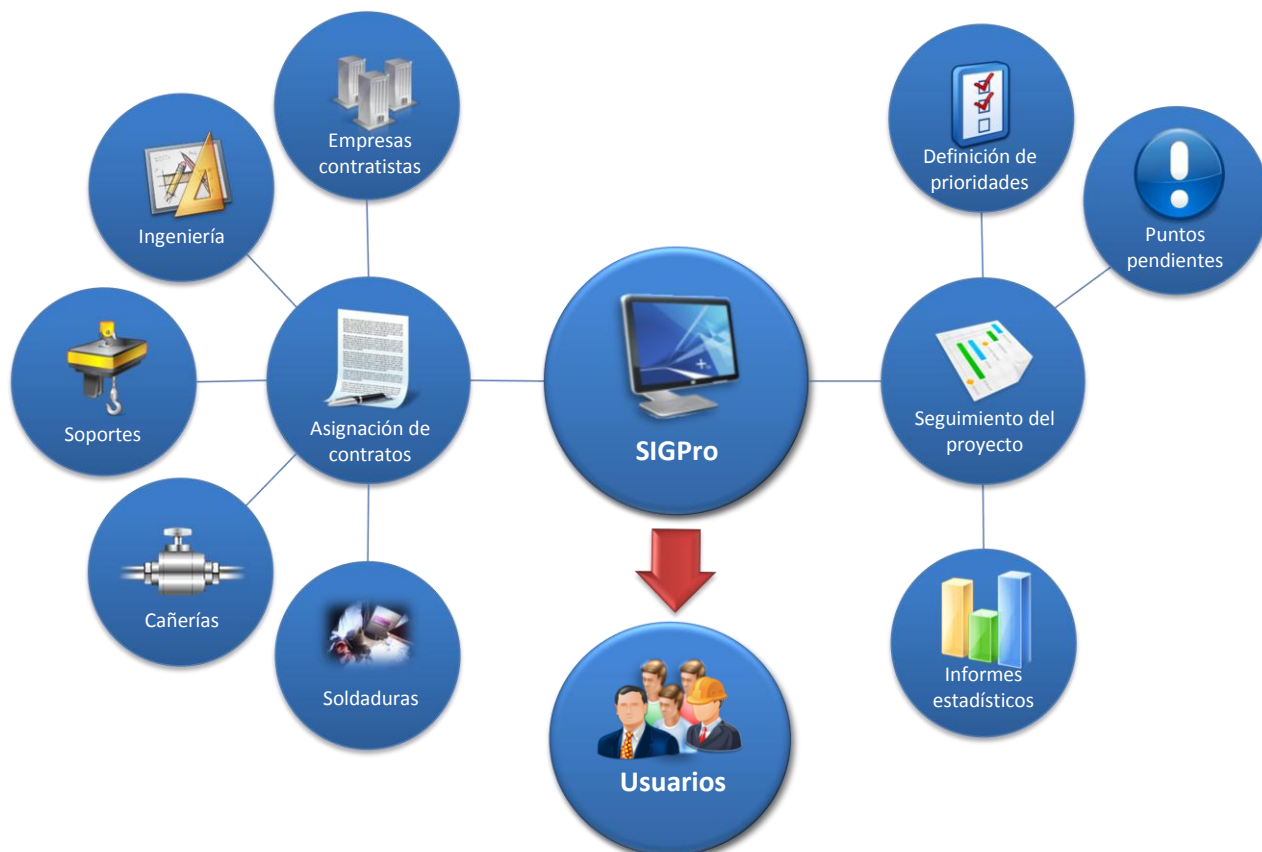 Empresas
contratistas
Ingeniería
Soportes
Cañerías
Soldaduras
Asignación de
contratos
SIGPro
Usuarios
Definición de
prioridades
Puntos
pendientes
Seguimiento del
proyecto
Informes
estadísticos